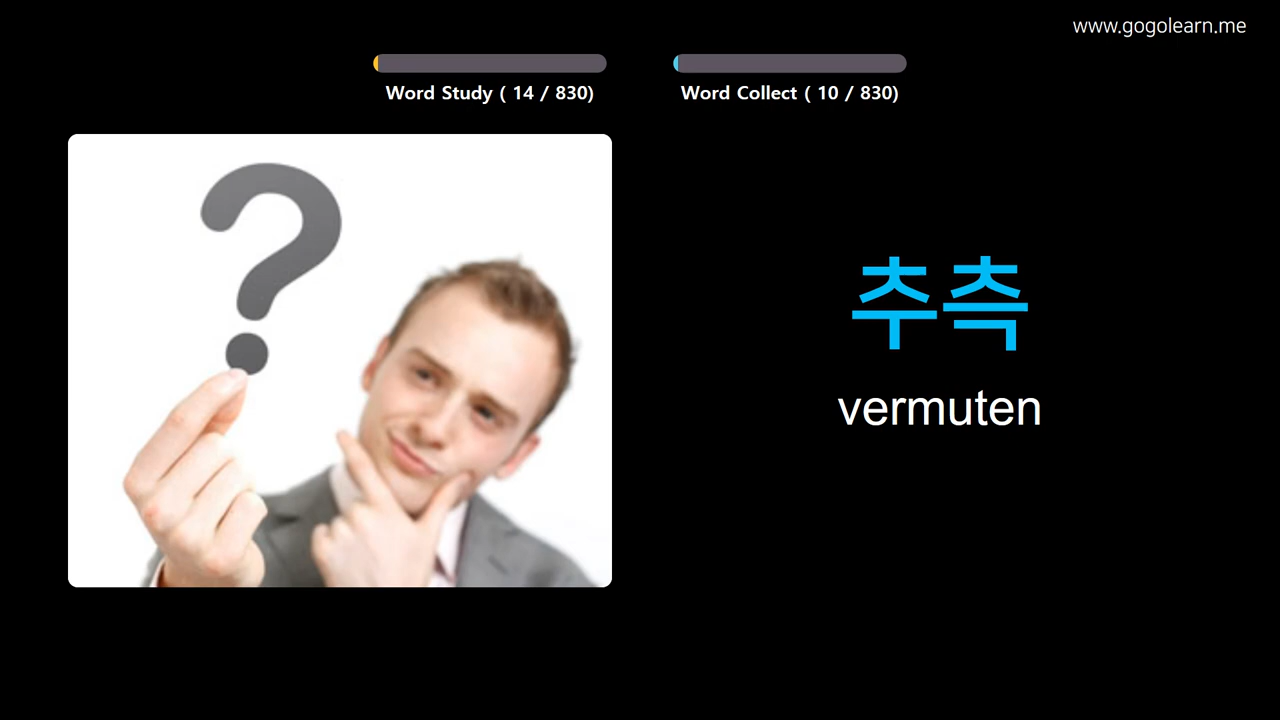 www.gogolearn.me
Word Study ( 14 / 830)
Word Collect ( 10 / 830)
?
추측
vermuten